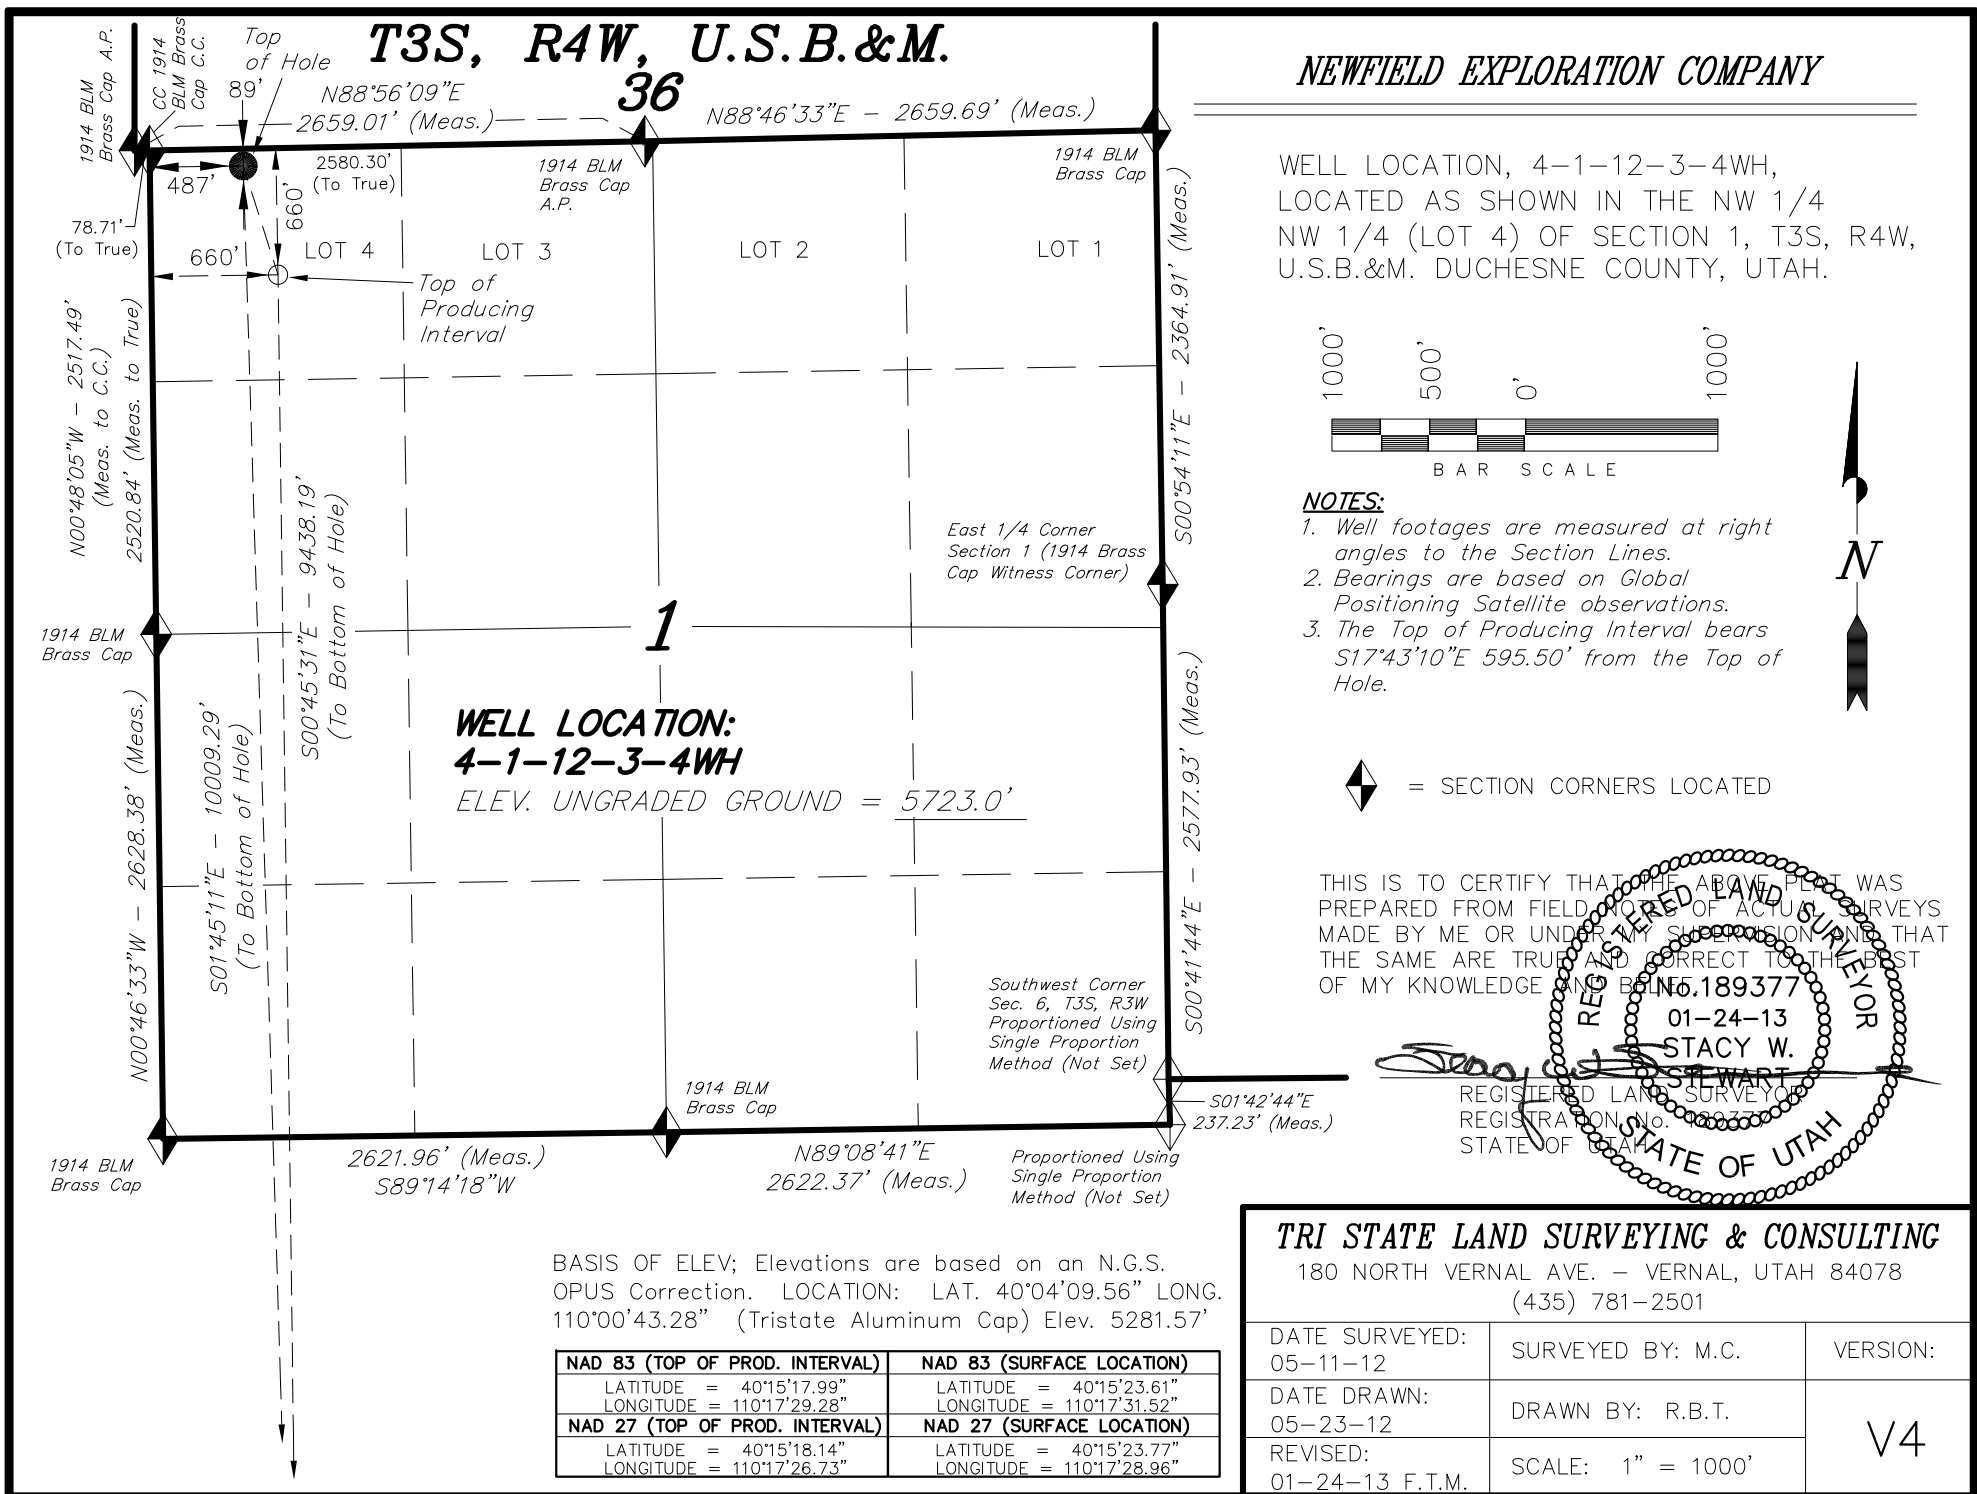 T3S, R4W, U.S.B.&M.
36
1914 BLM
Brass Cap A.P.
CC 1914
BLM Brass
Cap C.C.
Top
of Hole
89'
N88°56'09"E
2659.01' (Meas.)
N88°46'33"E - 2659.69' (Meas.)
487'
2580.30'
(To True)
660'
1914 BLM
Brass Cap
A.P.
1914 BLM
Brass Cap
78.71'
(To True)
660'
LOT 4
LOT 3
LOT 2
LOT 1
Top of
Producing
Interval
N00°48'05"W - 2517.49'
(Meas. to C.C.)
2520.84' (Meas. to True)
S00°54'11"E - 2364.91' (Meas.)
S00°45'31"E - 9438.19'
(To Bottom of Hole)
East 1/4 Corner
Section 1 (1914 Brass
Cap Witness Corner)
1914 BLM
Brass Cap
1
WELL LOCATION:
4-1-12-3-4WH
ELEV. UNGRADED GROUND = 5723.0'
N00°46'33"W - 2628.38' (Meas.)
S01°45'11"E - 10009.29'
(To Bottom of Hole)
S00°41'44"E - 2577.93' (Meas.)
Southwest Corner
Sec. 6, T3S, R3W
Proportioned Using
Single Proportion
Method (Not Set)
1914 BLM
Brass Cap
S01°42'44"E
237.23' (Meas.)
1914 BLM
Brass Cap
2621.96' (Meas.)
S89°14'18"W
N89°08'41"E
2622.37' (Meas.)
Proportioned Using
Single Proportion
Method (Not Set)
BASIS OF ELEV; Elevations are based on an N.G.S.
OPUS Correction. LOCATION: LAT. 40°04'09.56" LONG.
110°00'43.28" (Tristate Aluminum Cap) Elev. 5281.57'
NAD 83 (TOP OF PROD. INTERVAL) NAD 83 (SURFACE LOCATION)
LATITUDE = 40°15'17.99" LATITUDE = 40°15'23.61"
LONGITUDE = 110°17'29.28" LONGITUDE = 110°17'31.52"
NAD 27 (TOP OF PROD. INTERVAL) NAD 27 (SURFACE LOCATION)
LATITUDE = 40°15'18.14" LATITUDE = 40°15'23.77"
LONGITUDE = 110°17'26.73" LONGITUDE = 110°17'28.96"
NEWFIELD EXPLORATION COMPANY
WELL LOCATION, 4-1-12-3-4WH,
LOCATED AS SHOWN IN THE NW 1/4
NW 1/4 (LOT 4) OF SECTION 1, T3S, R4W,
U.S.B.&M. DUCHESNE COUNTY, UTAH.
1000' 500' 0' 1000'
BAR SCALE
N
NOTES:
1. Well footages are measured at right
angles to the Section Lines.
2. Bearings are based on Global
Positioning Satellite observations.
3. The Top of Producing Interval bears
S17°43'10"E 595.50' from the Top of
Hole.
= SECTION CORNERS LOCATED
THIS IS TO CERTIFY THAT THE ABOVE PLAT WAS
PREPARED FROM FIELD NOTES OF ACTUAL SURVEYS
MADE BY ME OR UNDER MY SUPERVISION AND THAT
THE SAME ARE TRUE AND CORRECT TO THE BEST
OF MY KNOWLEDGE AND BELIEF.
REGISTERED LAND SURVEYOR
No.189377
01-24-13
STACY W.
STEWART
STATE OF UTAH
REGISTERED LAND SURVEYOR
REGISTRATION No. 189377
STATE OF UTAH
TRI STATE LAND SURVEYING & CONSULTING
180 NORTH VERNAL AVE. - VERNAL, UTAH 84078
(435) 781-2501
DATE SURVEYED:
05-11-12
SURVEYED BY: M.C.
VERSION:
DATE DRAWN:
05-23-12
DRAWN BY: R.B.T.
V4
REVISED:
01-24-13 F.T.M.
SCALE: 1" = 1000'